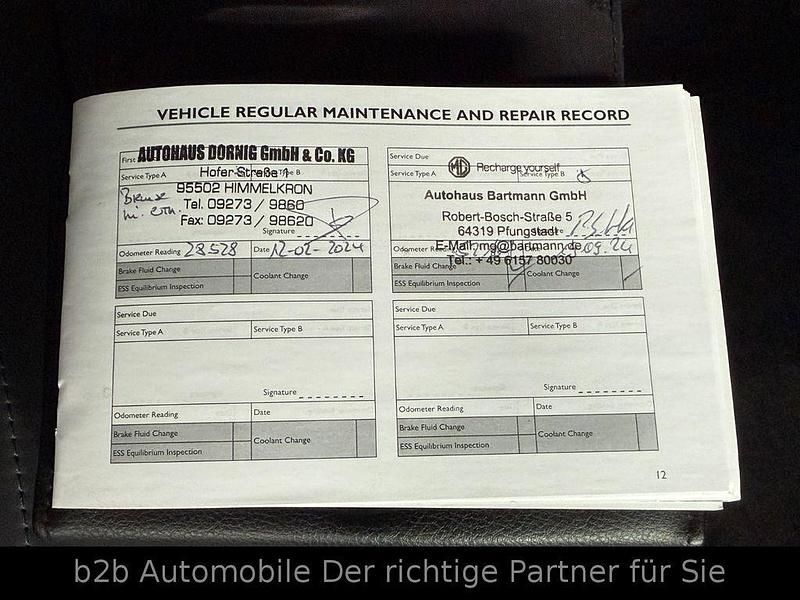 VEHICLE REGULAR MAINTENANCE AND REPAIR RECORD
First AUTOHAUS DORNIG GmbH & Co. KG
Service Type A Hofer Straße Type B
95502 HIMMELKRON
Tel. 09273 / 9860
Fax: 09273 / 98620
Signature
Odometer Reading 28528 Date 12-02-2024
Brake Fluid Change
Coolant Change
ESS Equilibrium Inspection
Service Due
MG Recharge yourself
Service Type A Service Type B
Autohaus Bartmann GmbH
Robert-Bosch-Straße 5
64319 Pfungstadt
E-Mail: mg@bartmann.de
Odometer 09.24
Tel.: + 49 6157 80030
Brake Fluid Change
Coolant Change
ESS Equilibrium Inspection
Service Due
Service Type A Service Type B
Signature
Odometer Reading Date
Brake Fluid Change
Coolant Change
ESS Equilibrium Inspection
Service Due
Service Type A Service Type B
Signature
Odometer Reading Date
Brake Fluid Change
Coolant Change
ESS Equilibrium Inspection
12
b2b Automobile Der richtige Partner für Sie